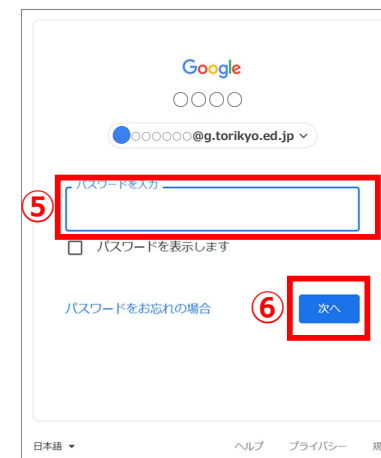 Google
○○○○
○○○○○○@g.torikyo.ed.jp
パスワードを入力
⑤
パスワードを表示します
パスワードをお忘れの場合
⑥
次へ
日本語 ヘルプ プライバシー 規